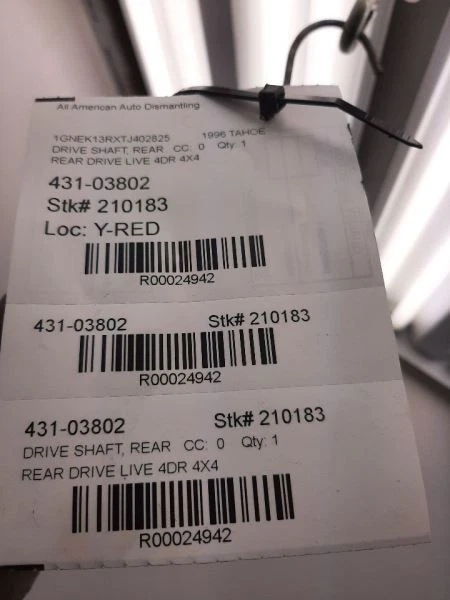 All American Auto Dismantling
1GNEK13RXTJ402825 1996 TAHOE
DRIVE SHAFT, REAR CC: 0 Qty: 1
REAR DRIVE LIVE 4DR 4X4
431-03802
Stk# 210183
Loc: Y-RED
R00024942
431-03802 Stk# 210183
R00024942
431-03802 Stk# 210183
DRIVE SHAFT, REAR CC: 0 Qty: 1
REAR DRIVE LIVE 4DR 4X4
R00024942